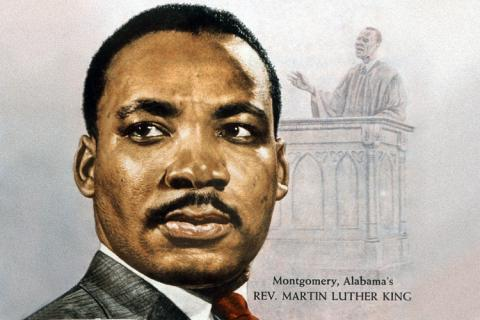 Montgomery, Alabama's
REV. MARTIN LUTHER KING